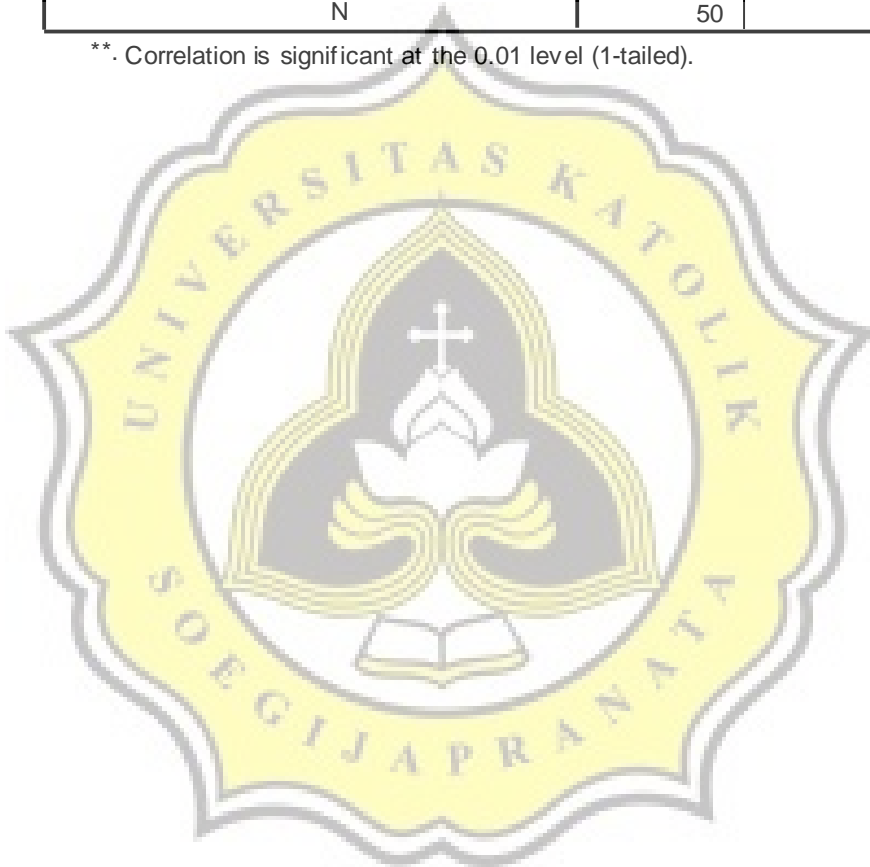 N 50
**. Correlation is significant at the 0.01 level (1-tailed).
UNIVERSITAS KATOLIK
SOEGIJAPRANATA